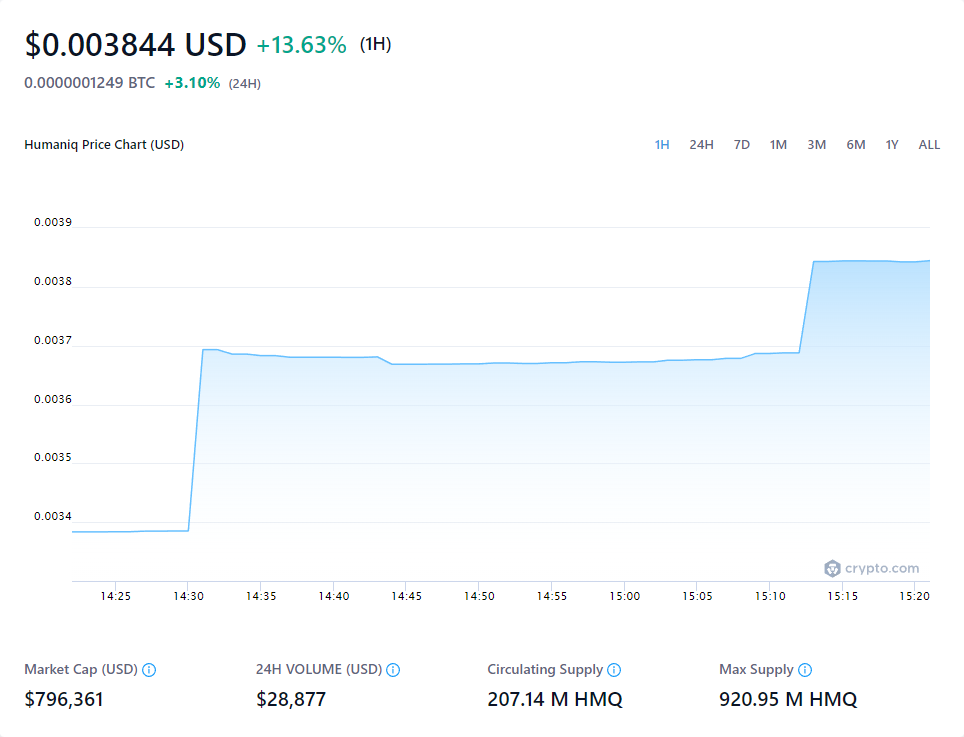 $0.003844 USD +13.63% (1H)
0.0000001249 BTC +3.10% (24H)
Humaniq Price Chart (USD) 1H 24H 7D 1M 3M 6M 1Y ALL
0.0039
0.0038
0.0037
0.0036
0.0035
0.0034
crypto.com
14:25 14:30 14:35 14:40 14:45 14:50 14:55 15:00 15:05 15:10 15:15 15:20
Market Cap (USD) 24H VOLUME (USD) Circulating Supply Max Supply
$796,361 $28,877 207.14 M HMQ 920.95 M HMQ